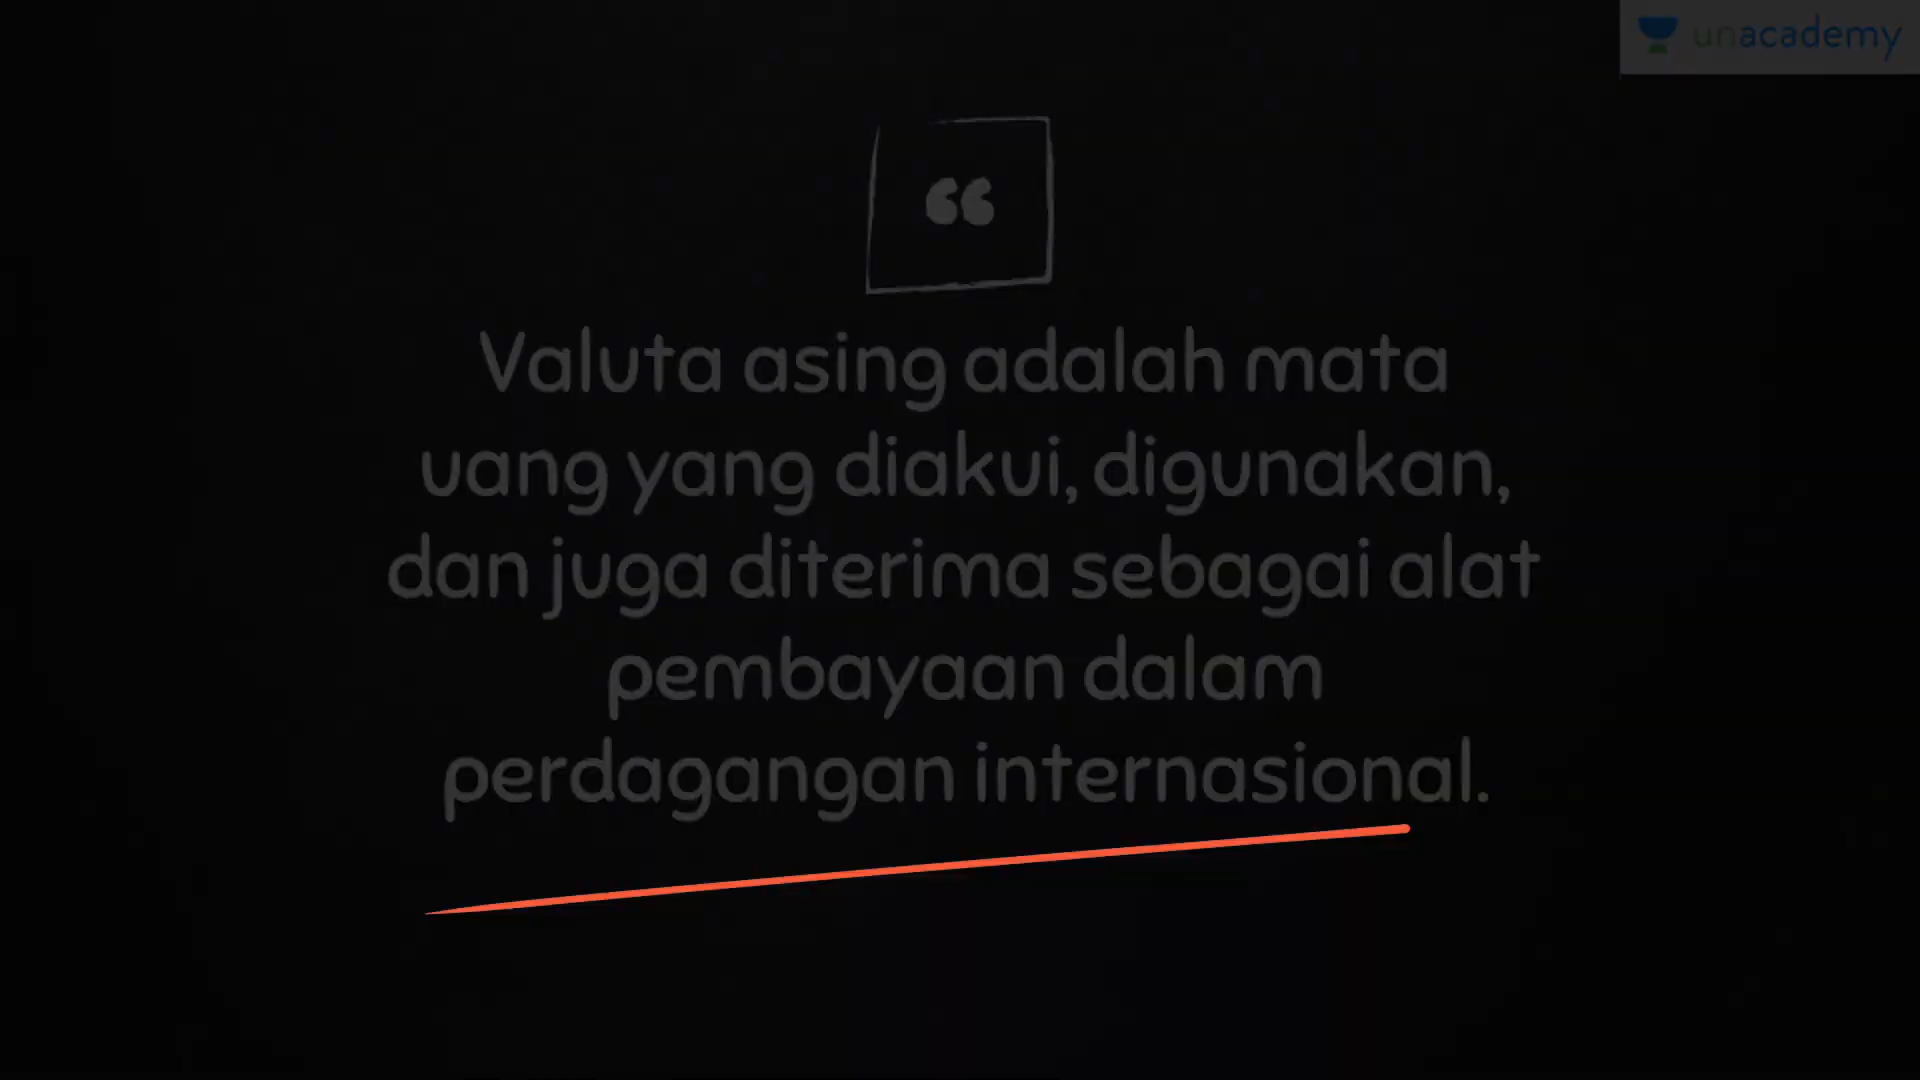 unacademy
“
Valuta asing adalah mata
uang yang diakui, digunakan,
dan juga diterima sebagai alat
pembayaan dalam
perdagangan internasional.